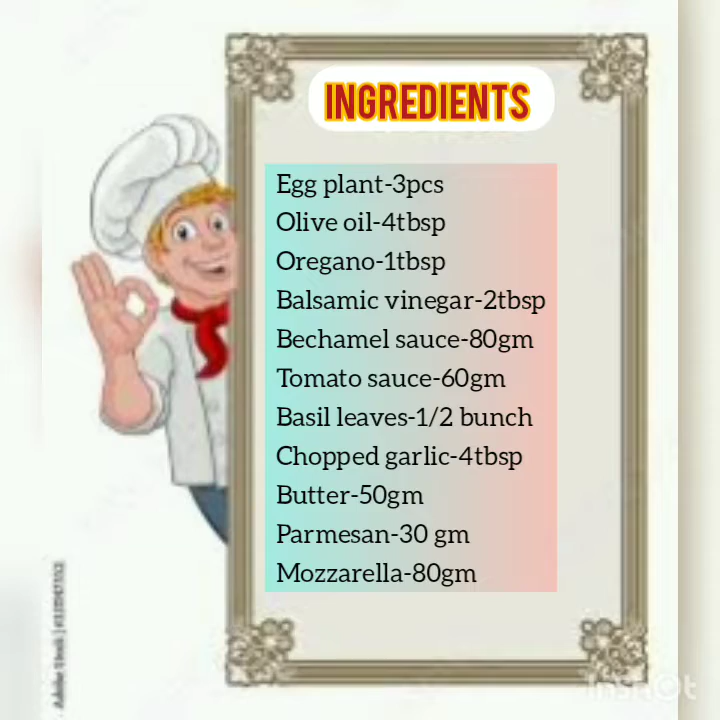 INGREDIENTS
Egg plant-3pcs
Olive oil-4tbsp
Oregano-1tbsp
Balsamic vinegar-2tbsp
Bechamel sauce-80gm
Tomato sauce-60gm
Basil leaves-1/2 bunch
Chopped garlic-4tbsp
Butter-50gm
Parmesan-30 gm
Mozzarella-80gm
InShot